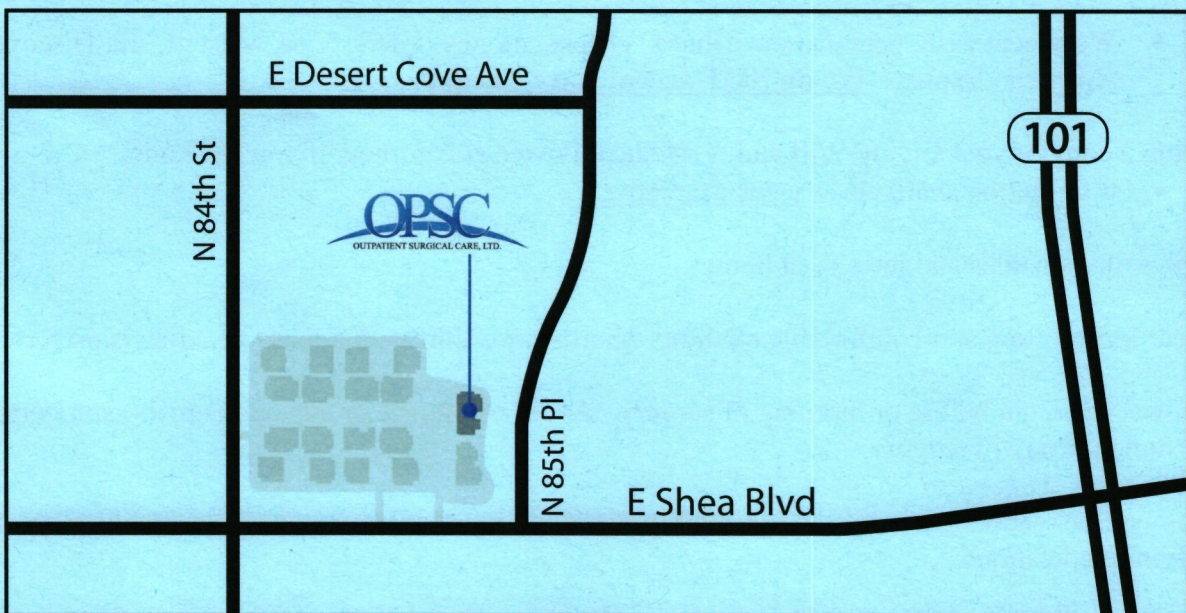 E Desert Cove Ave
101
N 84th St
OPSC
OUTPATIENT SURGICAL CARE, LTD.
N 85th Pl
E Shea Blvd